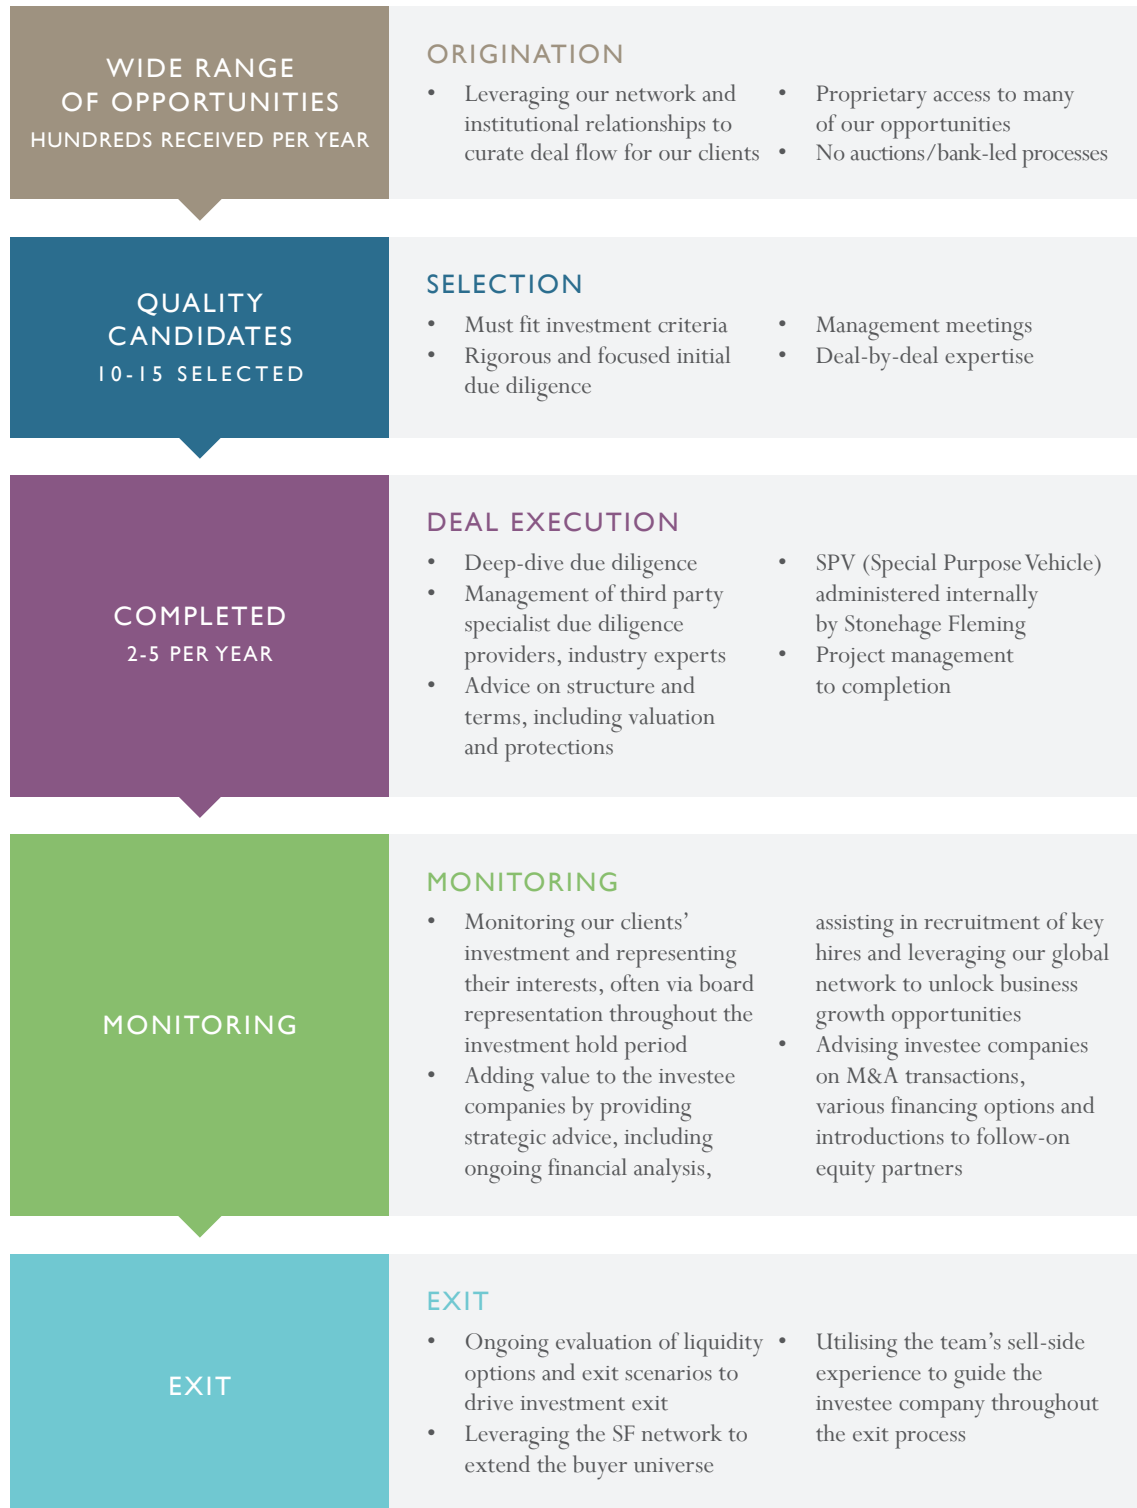 WIDE RANGE
OF OPPORTUNITIES
HUNDREDS RECEIVED PER YEAR
ORIGINATION
• Leveraging our network and
institutional relationships to
curate deal flow for our clients
• Proprietary access to many
of our opportunities
• No auctions/bank-led processes
QUALITY
CANDIDATES
10-15 SELECTED
SELECTION
• Must fit investment criteria
• Rigorous and focused initial
due diligence
• Management meetings
• Deal-by-deal expertise
COMPLETED
2-5 PER YEAR
DEAL EXECUTION
• Deep-dive due diligence
• Management of third party
specialist due diligence
providers, industry experts
• Advice on structure and
terms, including valuation
and protections
• SPV (Special Purpose Vehicle)
administered internally
by Stonehage Fleming
• Project management
to completion
MONITORING
MONITORING
• Monitoring our clients’
investment and representing
their interests, often via board
representation throughout the
investment hold period
• Adding value to the investee
companies by providing
strategic advice, including
ongoing financial analysis,
assisting in recruitment of key
hires and leveraging our global
network to unlock business
growth opportunities
• Advising investee companies
on M&A transactions,
various financing options and
introductions to follow-on
equity partners
EXIT
EXIT
• Ongoing evaluation of liquidity
options and exit scenarios to
drive investment exit
• Leveraging the SF network to
extend the buyer universe
• Utilising the team’s sell-side
experience to guide the
investee company throughout
the exit process